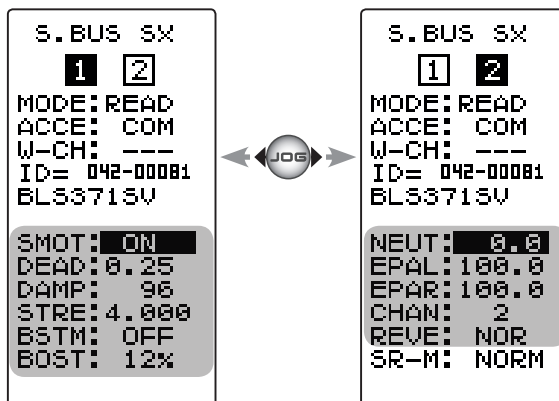 S.BUS SX
1 2
MODE:READ
ACCE: COM
W-CH: ---
ID= 042-00081
BLS371SV
SMOT: ON
DEAD:0.25
DAMP: 96
STRE:4.000
BSTM: OFF
BOST: 12%
JOG
S.BUS SX
1 2
MODE:READ
ACCE: COM
W-CH: ---
ID= 042-00081
BLS371SV
NEUT: 0.0
EPAL:100.0
EPAR:100.0
CHAN: 2
REVE: NOR
SR-M: NORM